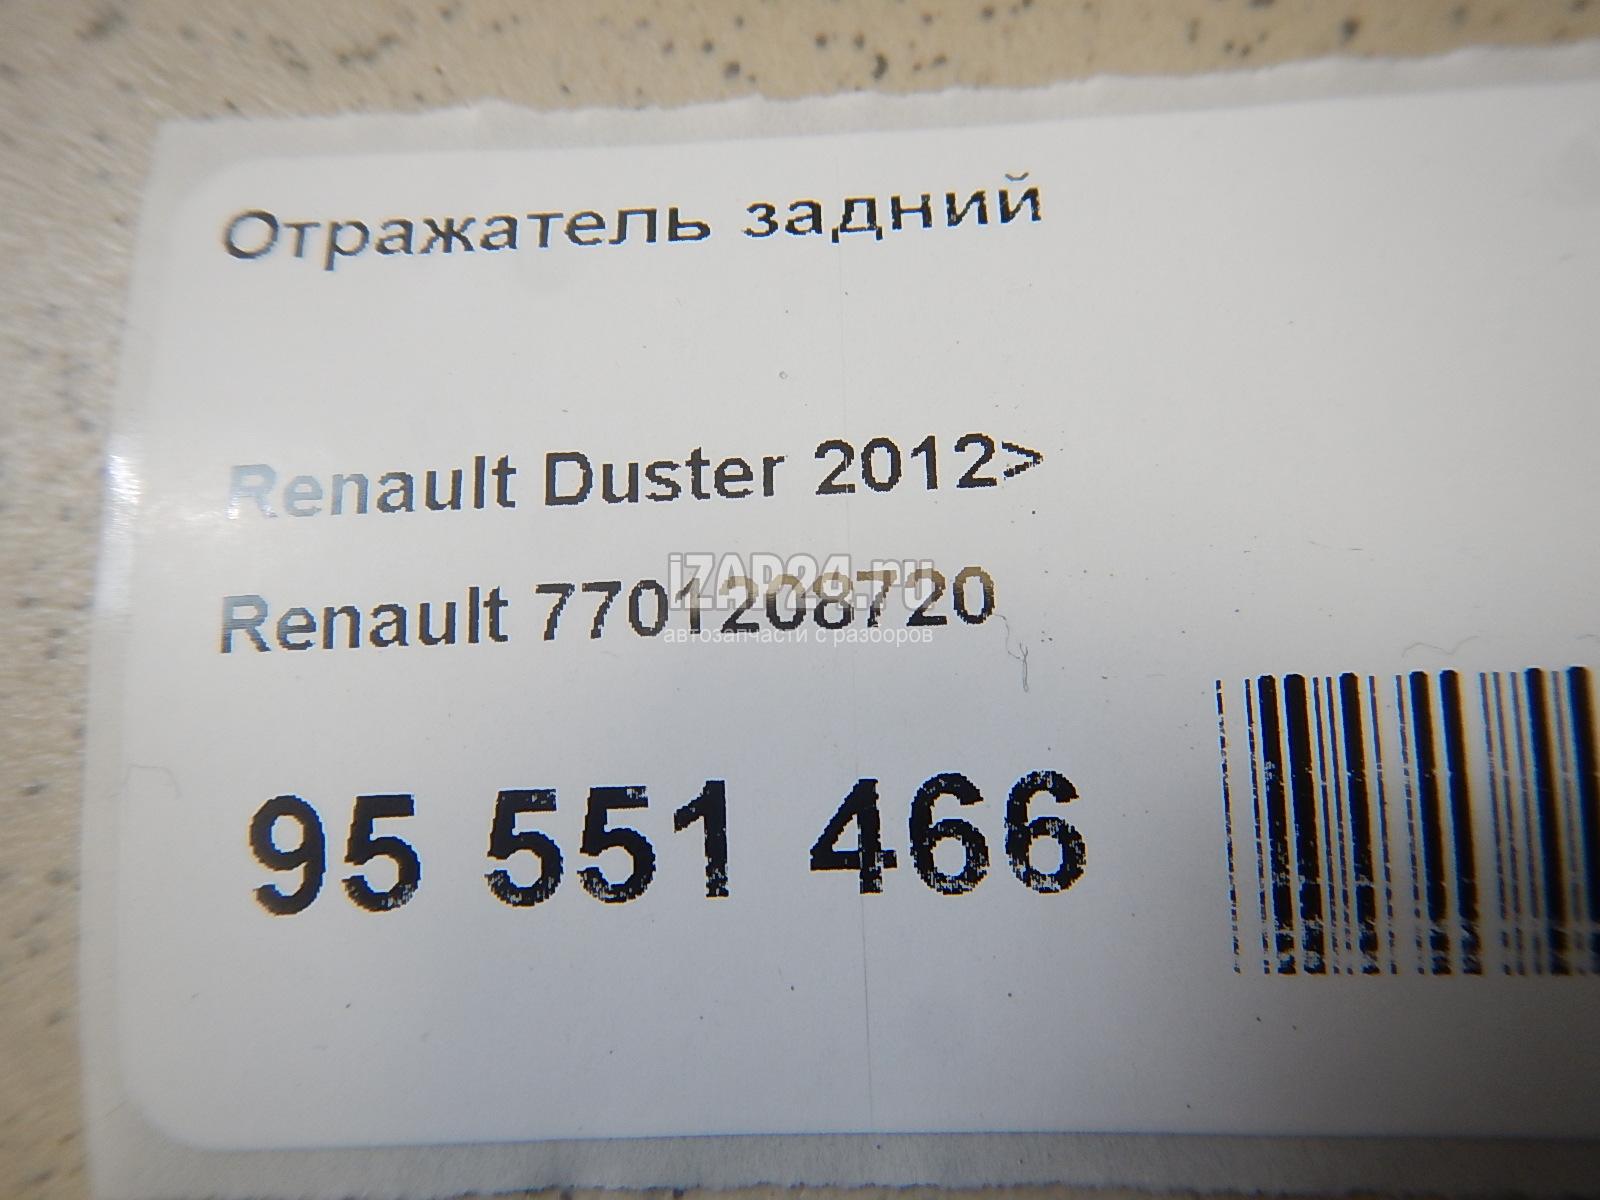 Отражатель задний
Renault Duster 2012>
Renault 7701208720
iZAP24.ru
автозапчасти с разборов
95 551 466